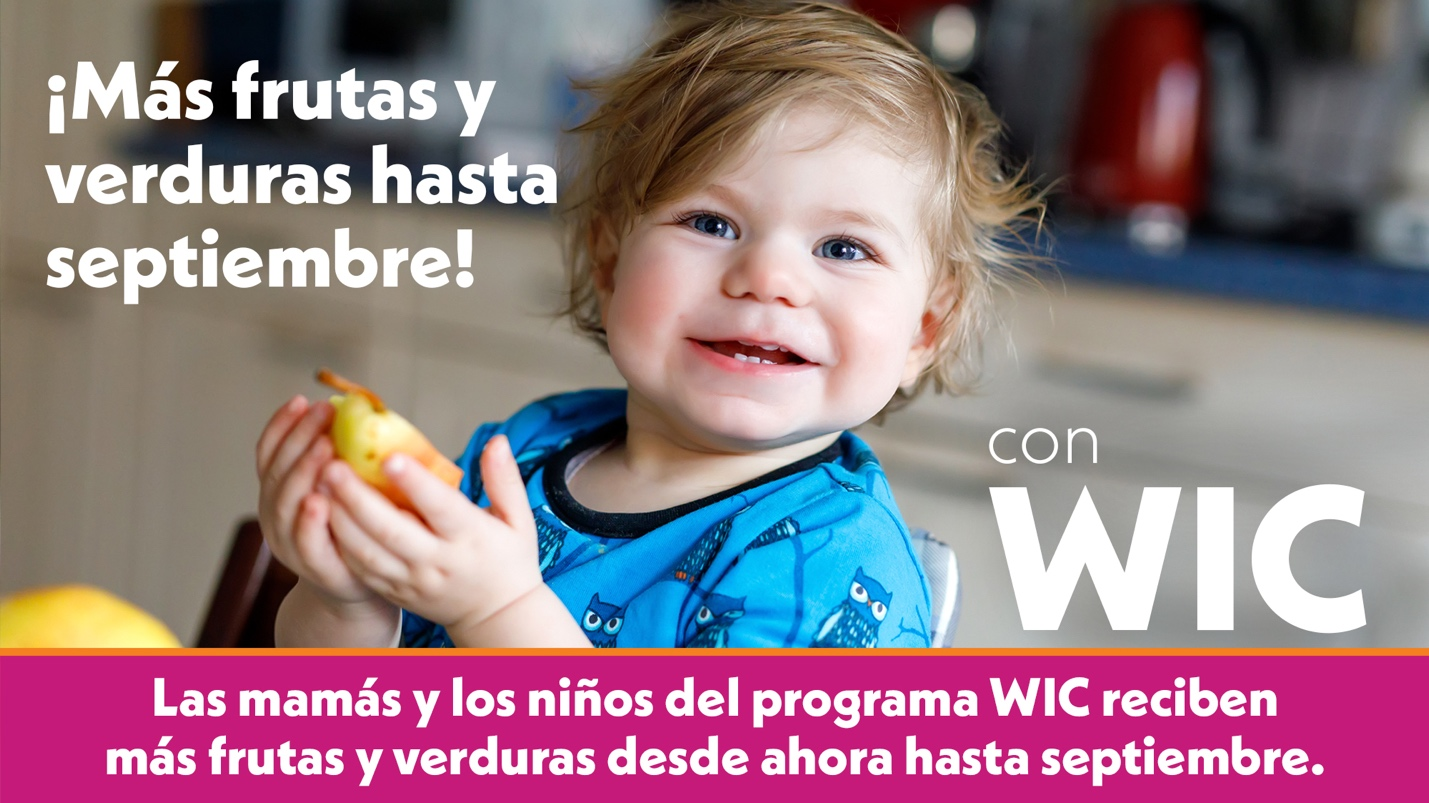 ¡Más frutas y
verduras hasta
septiembre!
con
WIC
Las mamás y los niños del programa WIC reciben
más frutas y verduras desde ahora hasta septiembre.